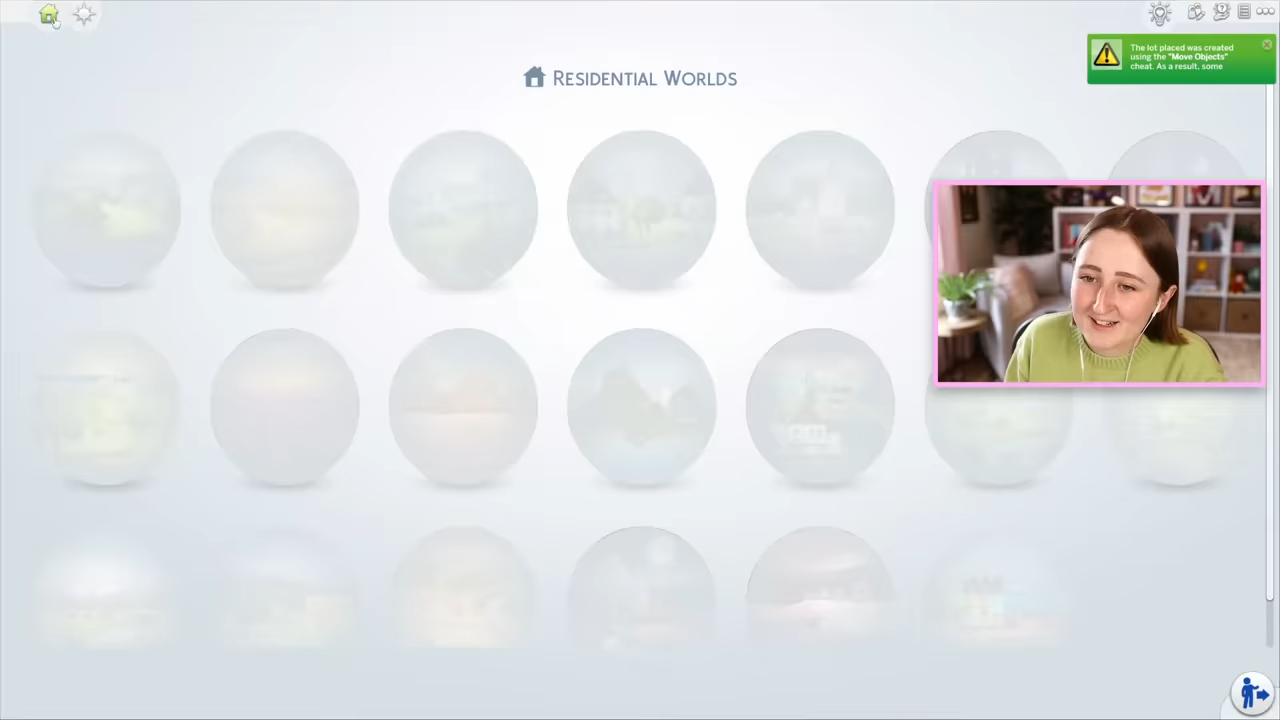 The lot placed was created
using the "Move Objects"
cheat. As a result, some
RESIDENTIAL WORLDS